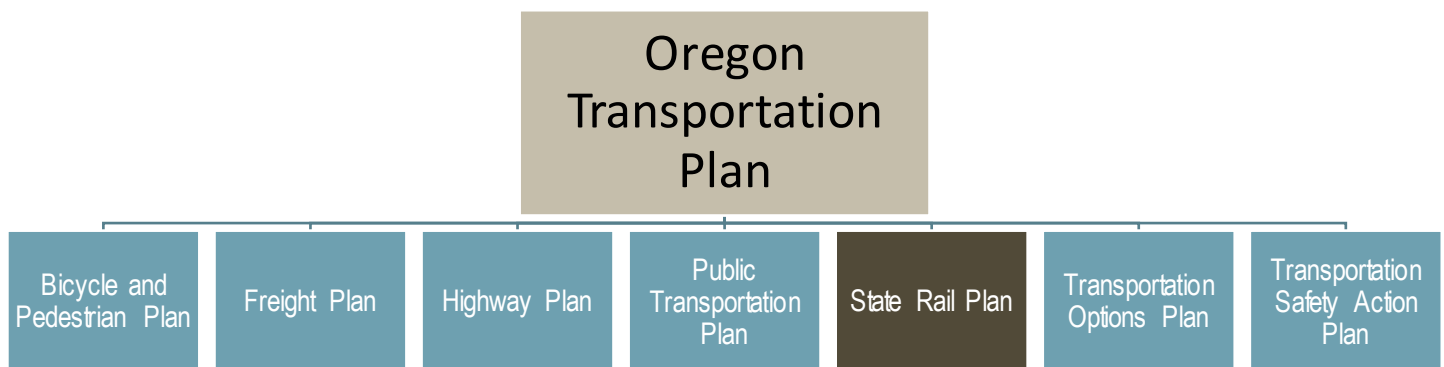 Oregon
Transportation
Plan
Bicycle and
Pedestrian Plan
Freight Plan
Highway Plan
Public
Transportation
Plan
State Rail Plan
Transportation
Options Plan
Transportation
Safety Action
Plan